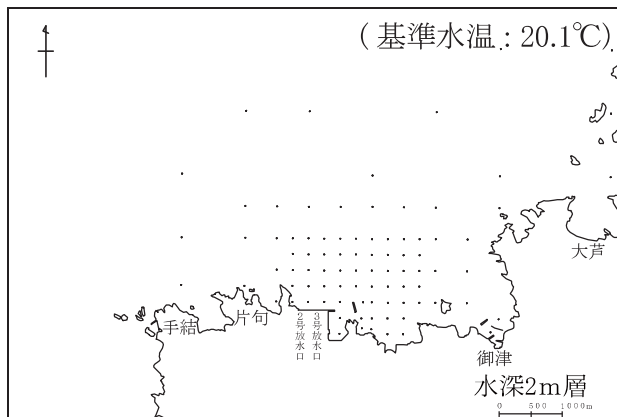 (基準水温：20.1℃)
大芦
手結
片句
2号放水口
3号放水口
御津
水深2m層
0 500 1000m